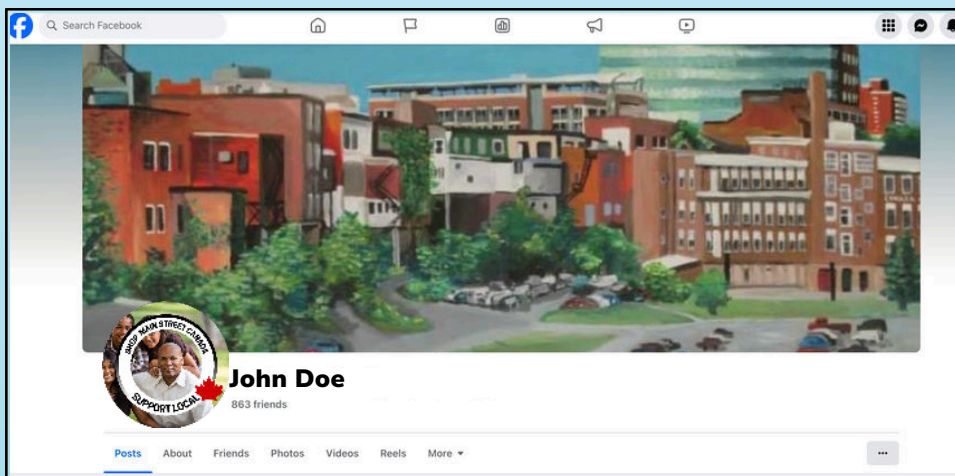 Search Facebook
SHOP MAIN STREET CANADA
SUPPORT LOCAL
John Doe
863 friends
Posts About Friends Photos Videos Reels More